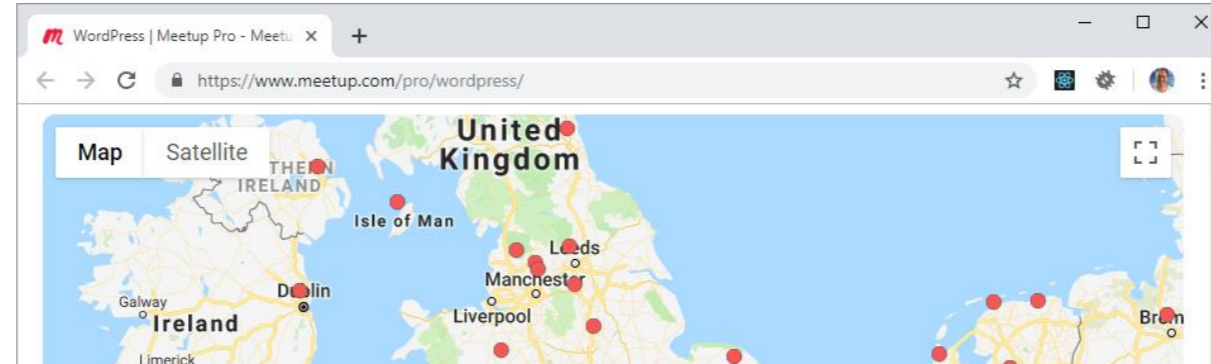 WordPress | Meetup Pro - Meetu
https://www.meetup.com/pro/wordpress/
Map Satellite
United
Kingdom
IRELAND
Isle of Man
Leeds
Manchester
Dublin
Galway
Liverpool
Ireland
Brem
Limerick